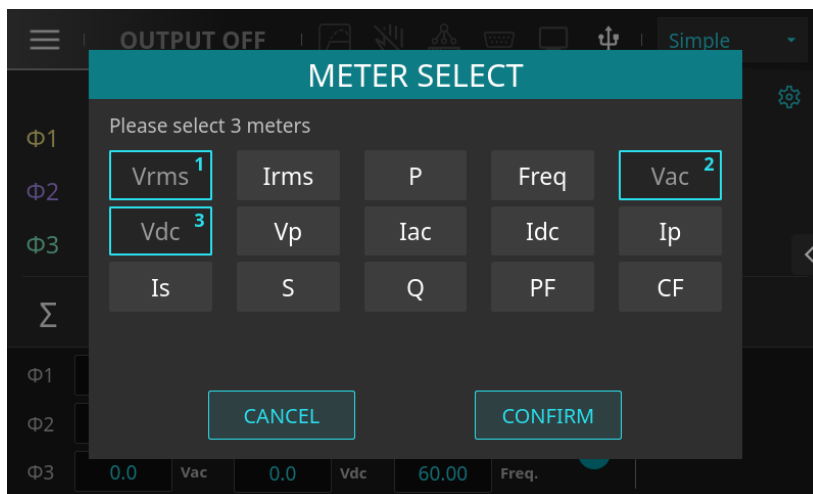 OUTPUT OFF Simple
METER SELECT
Please select 3 meters
Φ1
Vrms 1 Irms P Freq Vac 2
Φ2
Vdc 3 Vp Iac Idc Ip
Φ3
Is S Q PF CF
Σ
Φ1
CANCEL CONFIRM
Φ2
Φ3 0.0 Vac 0.0 Vdc 60.00 Freq.